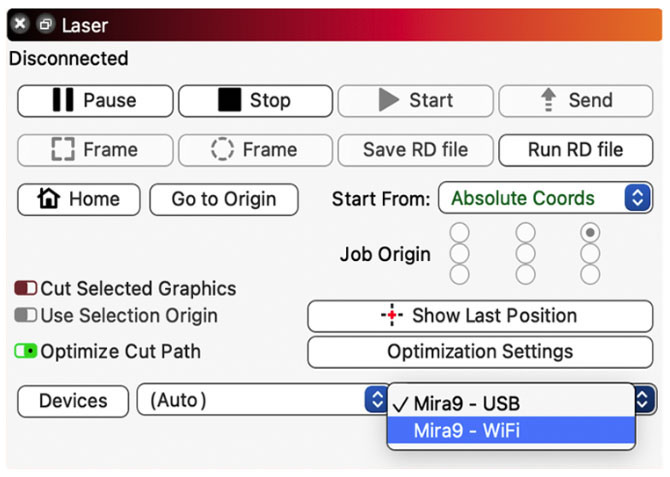 Laser
Disconnected
Pause Stop Start Send
Frame Frame Save RD file Run RD file
Home Go to Origin Start From: Absolute Coords
Job Origin
Cut Selected Graphics
Use Selection Origin Show Last Position
Optimize Cut Path Optimization Settings
Devices (Auto) ✓ Mira9 - USB
Mira9 - WiFi